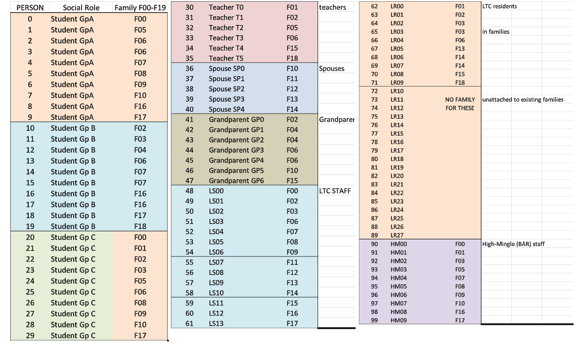 PERSON Social Role Family F00-F19
0 Student GpA F00
1 Student GpA F05
2 Student GpA F06
3 Student GpA F06
4 Student GpA F07
5 Student GpA F08
6 Student GpA F09
7 Student GpA F10
8 Student GpA F16
9 Student GpA F17
10 Student Gp B F02
11 Student Gp B F03
12 Student Gp B F04
13 Student Gp B F06
14 Student Gp B F07
15 Student Gp B F07
16 Student Gp B F16
17 Student Gp B F16
18 Student Gp B F17
19 Student Gp B F18
20 Student Gp C F00
21 Student Gp C F01
22 Student Gp C F02
23 Student Gp C F03
24 Student Gp C F05
25 Student Gp C F06
26 Student Gp C F08
27 Student Gp C F09
28 Student Gp C F10
29 Student Gp C F17
30 Teacher T0 F01 teachers
31 Teacher T1 F02
32 Teacher T2 F05
33 Teacher T3 F06
34 Teacher T4 F15
35 Teacher T5 F18
36 Spouse SP0 F10 Spouses
37 Spouse SP1 F11
38 Spouse SP2 F12
39 Spouse SP3 F13
40 Spouse SP4 F14
41 Grandparent GP0 F02 Grandparer
42 Grandparent GP1 F04
43 Grandparent GP2 F04
44 Grandparent GP3 F06
45 Grandparent GP4 F06
46 Grandparent GP5 F10
47 Grandparent GP6 F15
48 LS00 F00 LTC STAFF
49 LS01 F02
50 LS02 F03
51 LS03 F06
52 LS04 F07
53 LS05 F08
54 LS06 F09
55 LS07 F11
56 LS08 F12
57 LS09 F13
58 LS10 F14
59 LS11 F15
60 LS12 F16
61 LS13 F17
62 LR00 F01 LTC residents
63 LR01 F02
64 LR02 F03
65 LR03 F03 in families
66 LR04 F06
67 LR05 F13
68 LR06 F14
69 LR07 F14
70 LR08 F15
71 LR09 F18
72 LR10
73 LR11 NO FAMILY unattached to existing families
74 LR12 FOR THESE
75 LR13
76 LR14
77 LR15
78 LR16
79 LR17
80 LR18
81 LR19
82 LR20
83 LR21
84 LR22
85 LR23
86 LR24
87 LR25
88 LR26
89 LR27
90 HM00 F00 High-Mingle (BAR) staff
91 HM01 F01
92 HM02 F03
93 HM03 F05
94 HM04 F07
95 HM05 F08
96 HM06 F09
97 HM07 F10
98 HM08 F16
99 HM09 F17